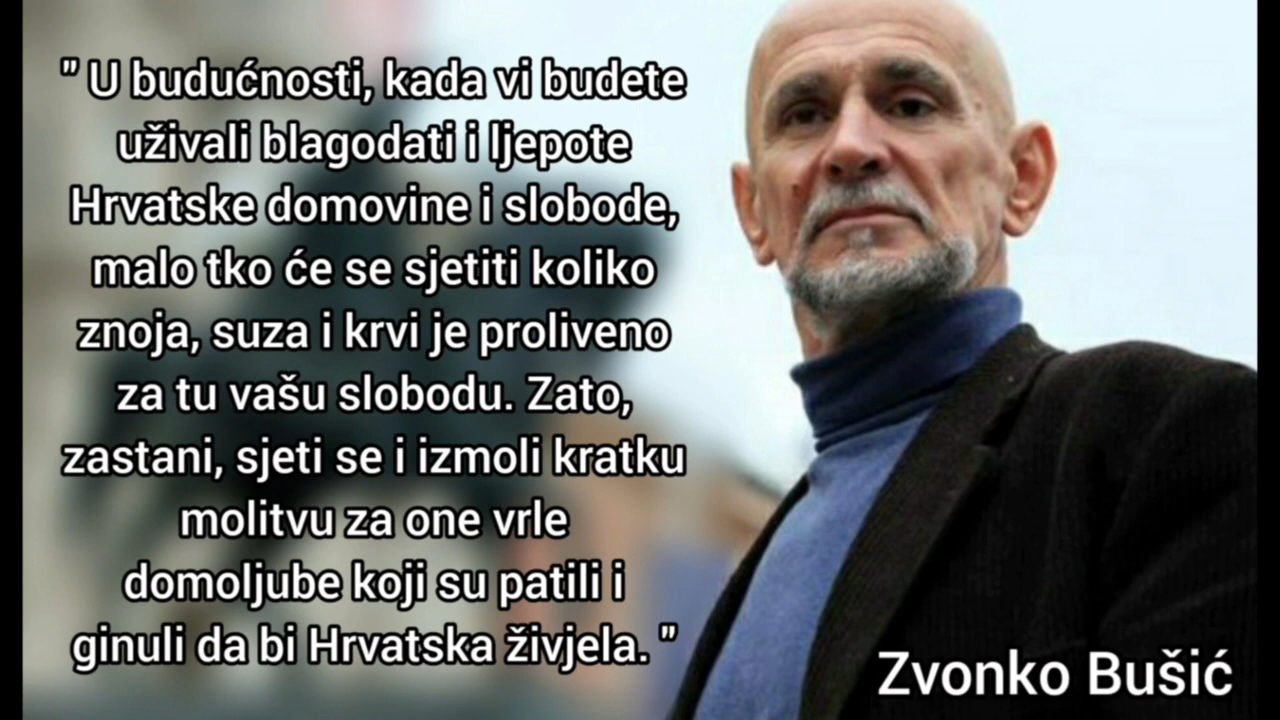 " U budućnosti, kada vi budete
uživali blagodati i ljepote
Hrvatske domovine i slobode,
malo tko će se sjetiti koliko
znoja, suza i krvi je proliveno
za tu vašu slobodu. Zato,
zastani, sjeti se i izmoli kratku
molitvu za one vrle
domoljube koji su patili i
ginuli da bi Hrvatska živjela. "
Zvonko Bušić